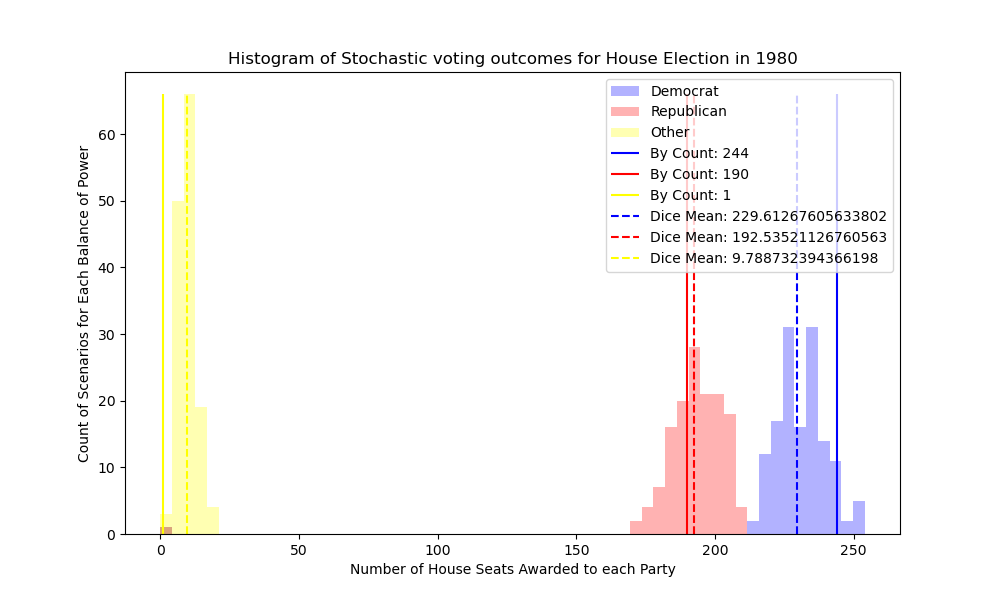 Histogram of Stochastic voting outcomes for House Election in 1980
Count of Scenarios for Each Balance of Power
60
50
40
30
20
10
0
Democrat
Republican
Other
By Count: 244
By Count: 190
By Count: 1
Dice Mean: 229.61267605633802
Dice Mean: 192.53521126760563
Dice Mean: 9.788732394366198
0 50 100 150 200 250
Number of House Seats Awarded to each Party